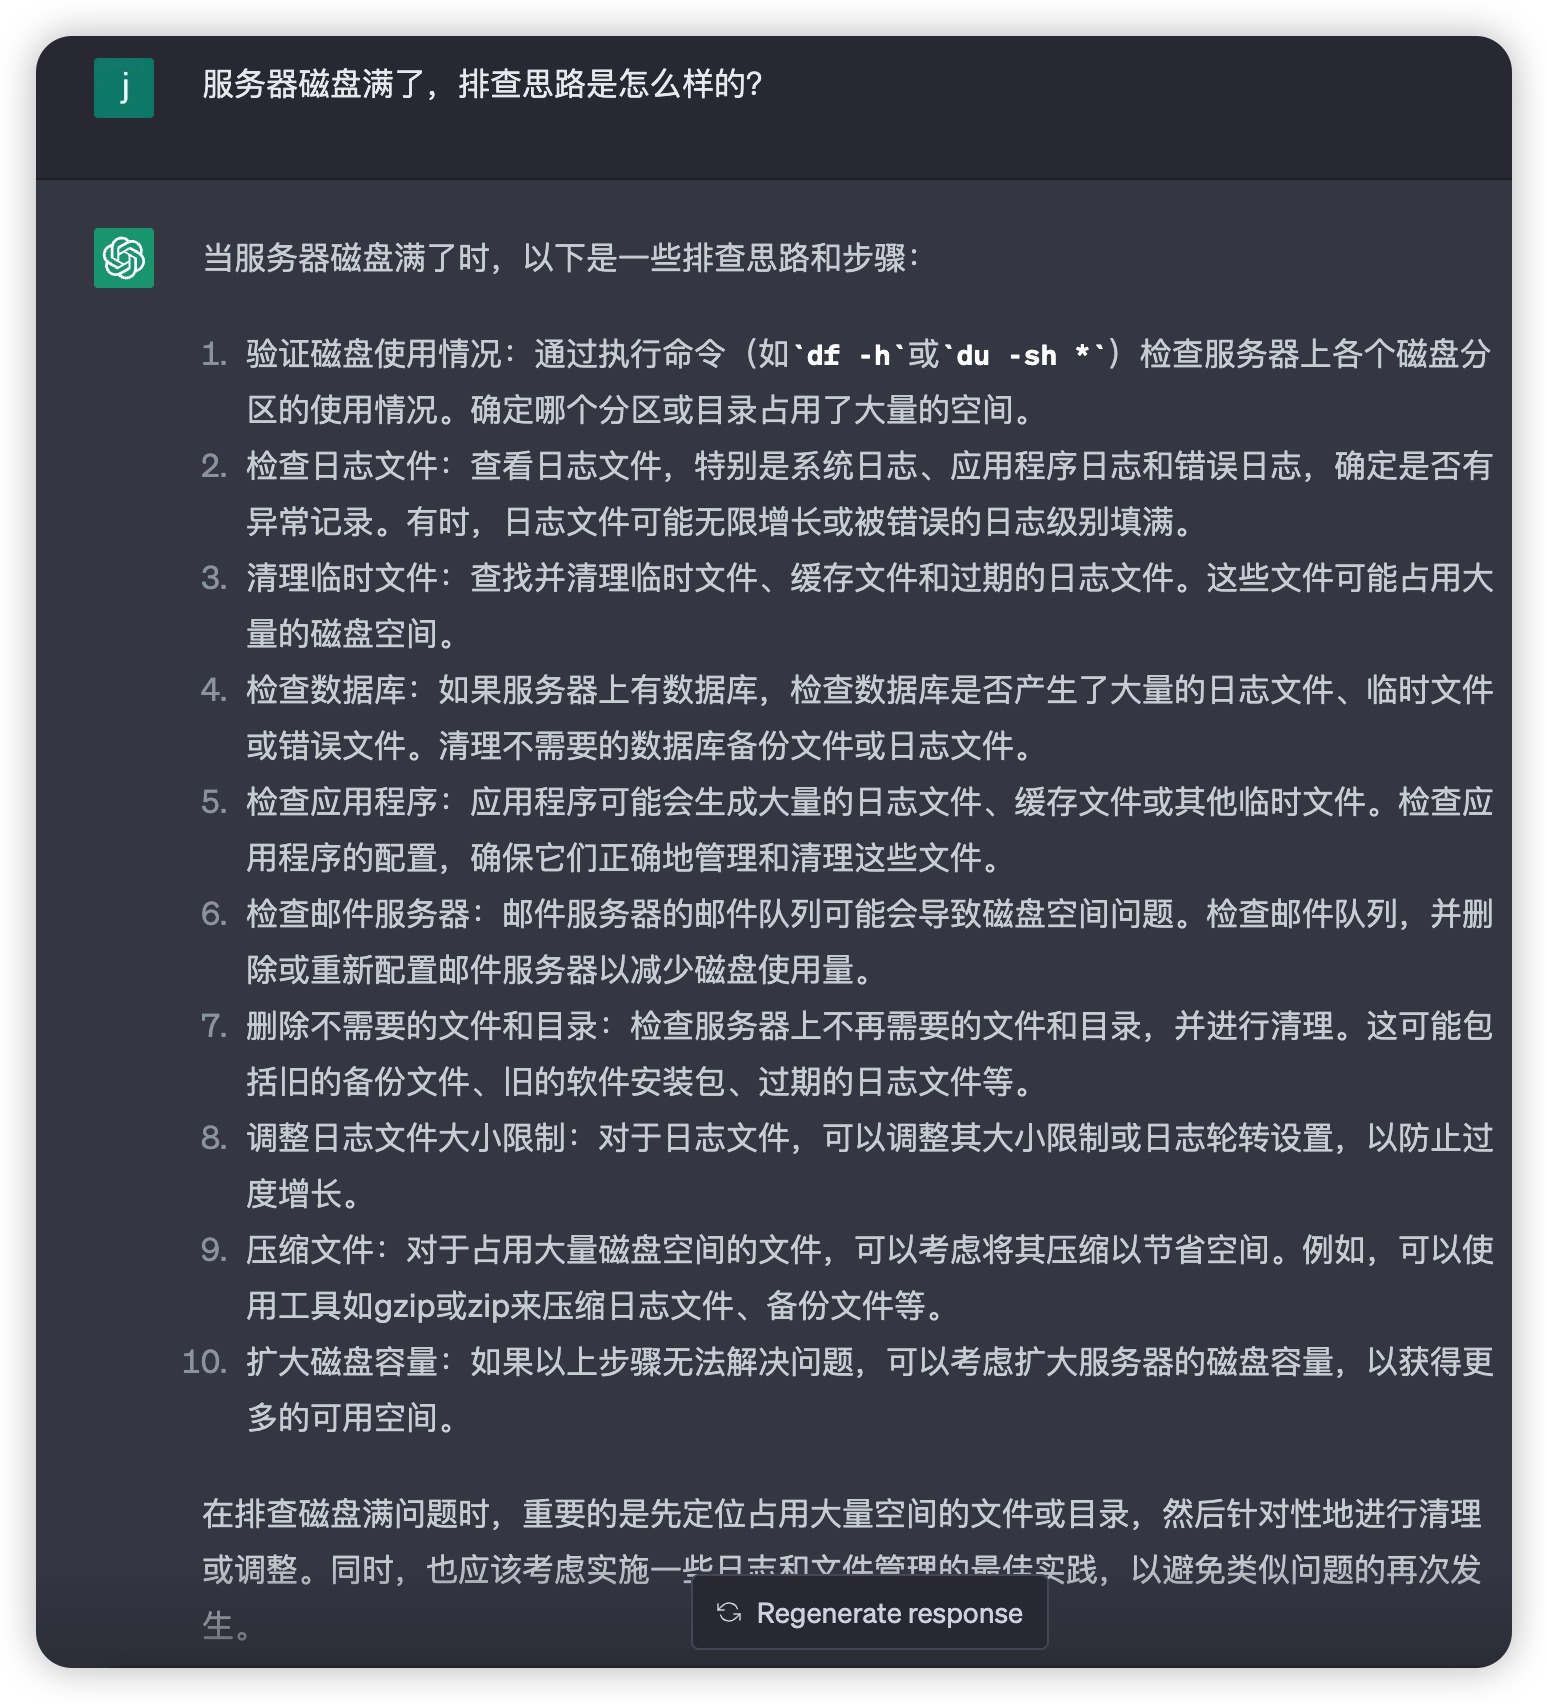 j
服务器磁盘满了，排查思路是怎么样的?
当服务器磁盘满了时，以下是一些排查思路和步骤：
1. 验证磁盘使用情况：通过执行命令（如`df -h`或`du -sh *`）检查服务器上各个磁盘分
区的使用情况。确定哪个分区或目录占用了大量的空间。
2. 检查日志文件：查看日志文件，特别是系统日志、应用程序日志和错误日志，确定是否有
异常记录。有时，日志文件可能无限增长或被错误的日志级别填满。
3. 清理临时文件：查找并清理临时文件、缓存文件和过期的日志文件。这些文件可能占用大
量的磁盘空间。
4. 检查数据库：如果服务器上有数据库，检查数据库是否产生了大量的日志文件、临时文件
或错误文件。清理不需要的数据库备份文件或日志文件。
5. 检查应用程序：应用程序可能会生成大量的日志文件、缓存文件或其他临时文件。检查应
用程序的配置，确保它们正确地管理和清理这些文件。
6. 检查邮件服务器：邮件服务器的邮件队列可能会导致磁盘空间问题。检查邮件队列，并删
除或重新配置邮件服务器以减少磁盘使用量。
7. 删除不需要的文件和目录：检查服务器上不再需要的文件和目录，并进行清理。这可能包
括旧的备份文件、旧的软件安装包、过期的日志文件等。
8. 调整日志文件大小限制：对于日志文件，可以调整其大小限制或日志轮转设置，以防止过
度增长。
9. 压缩文件：对于占用大量磁盘空间的文件，可以考虑将其压缩以节省空间。例如，可以使
用工具如gzip或zip来压缩日志文件、备份文件等。
10. 扩大磁盘容量：如果以上步骤无法解决问题，可以考虑扩大服务器的磁盘容量，以获得更
多的可用空间。
在排查磁盘满问题时，重要的是先定位占用大量空间的文件或目录，然后针对性地进行清理
或调整。同时，也应该考虑实施一些日志和文件管理的最佳实践，以避免类似问题的再次发
生。
Regenerate response